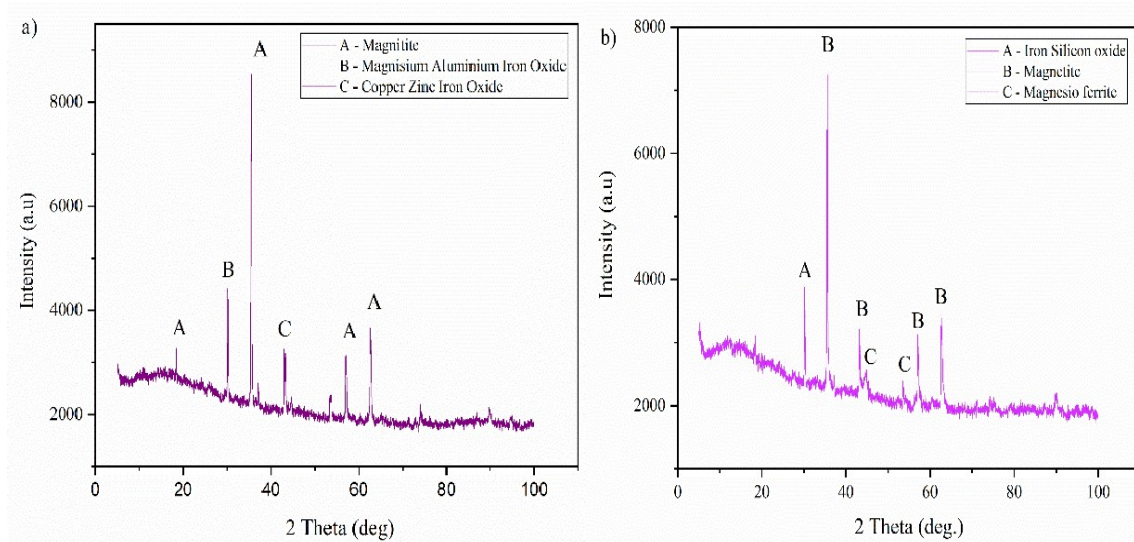 a)
A - Magnitite
B - Magnisium Aluminium Iron Oxide
C - Copper Zinc Iron Oxide
A
B
A
C
A
A
8000
6000
4000
2000
0 20 40 60 80 100
Intensity (a.u)
2 Theta (deg)
b)
A - Iron Silicon oxide
B - Magnetite
C - Magnesio ferrite
B
A
B
C
C
B
B
8000
6000
4000
2000
0 20 40 60 80 100
Intensity (a.u)
2 Theta (deg.)